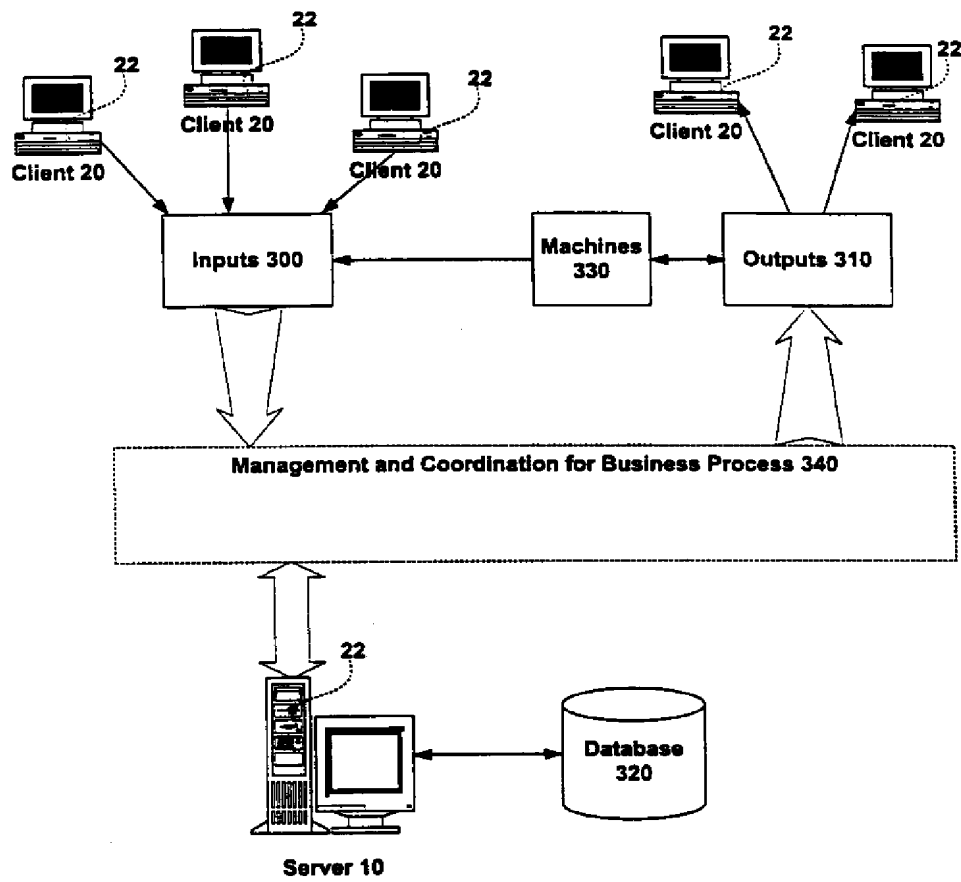 22
22
22
22
22
Client 20
Client 20
Client 20
Client 20
Client 20
Inputs 300
Machines
330
Outputs 310
Management and Coordination for Business Process 340
22
Database
320
Server 10